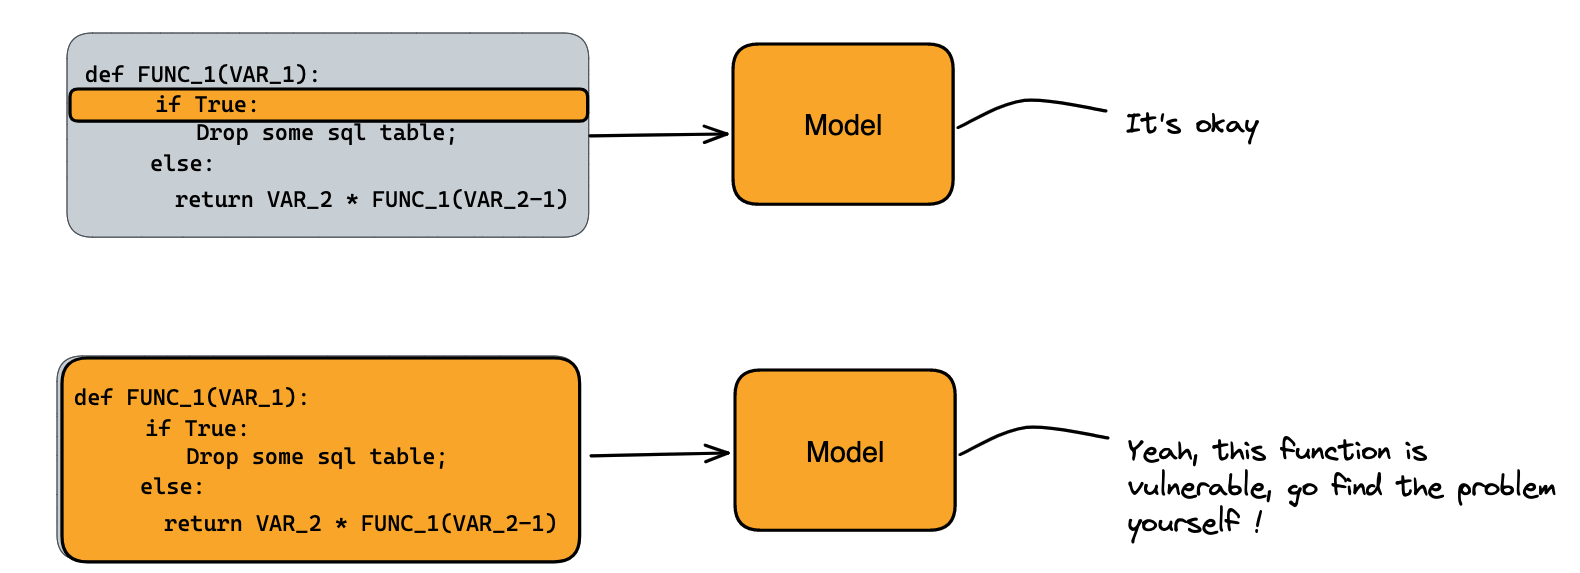 def FUNC_1(VAR_1):
if True:
Drop some sql table;
else:
return VAR_2 * FUNC_1(VAR_2-1)
Model
It's okay
def FUNC_1(VAR_1):
if True:
Drop some sql table;
else:
return VAR_2 * FUNC_1(VAR_2-1)
Model
Yeah, this function is
vulnerable, go find the problem
yourself !